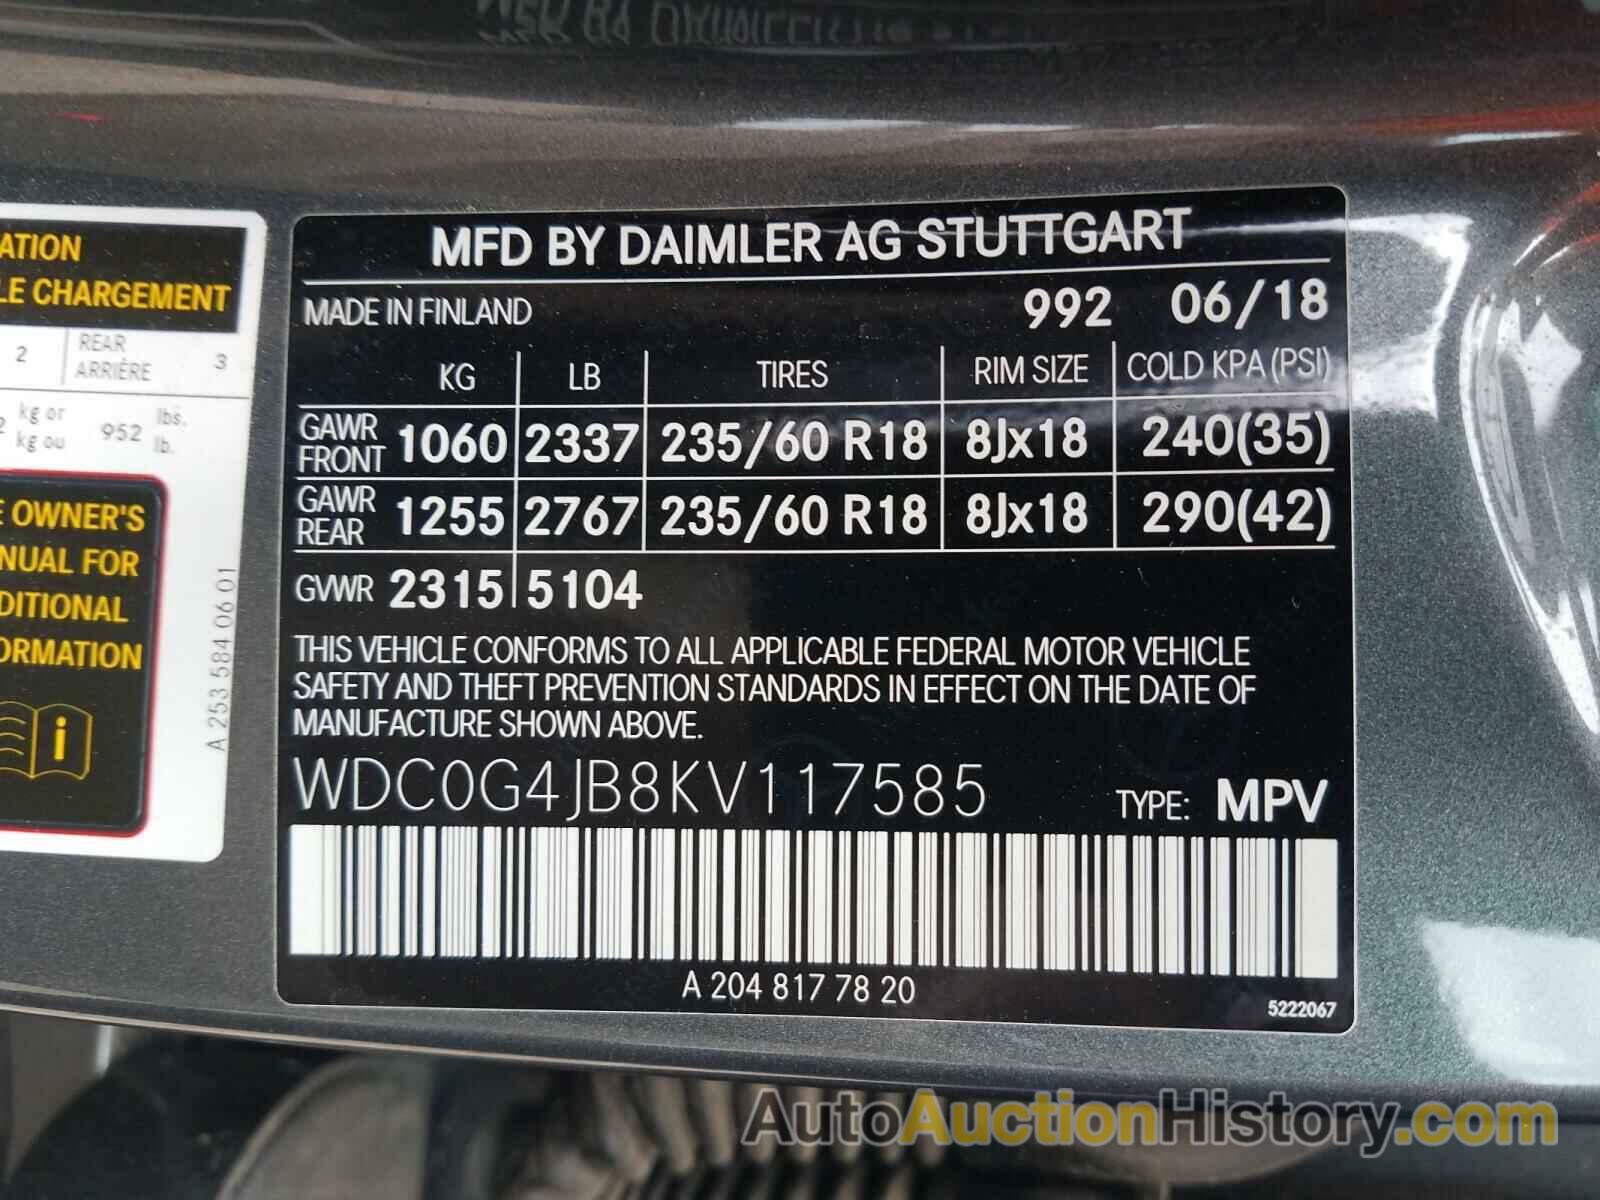 ATION
LE CHARGEMENT
2 REAR ARRIÈRE 3
kg or
kg ou 952 lbs.
lb.
OWNER'S
NUAL FOR
DITIONAL
ORMATION
i
A 253 584 06 01
MFD BY DAIMLER AG STUTTGART
MADE IN FINLAND 992 06/18
KG LB TIRES RIM SIZE COLD KPA (PSI)
GAWR FRONT 1060 2337 235/60 R18 8Jx18 240(35)
GAWR REAR 1255 2767 235/60 R18 8Jx18 290(42)
GVWR 2315 5104
THIS VEHICLE CONFORMS TO ALL APPLICABLE FEDERAL MOTOR VEHICLE
SAFETY AND THEFT PREVENTION STANDARDS IN EFFECT ON THE DATE OF
MANUFACTURE SHOWN ABOVE.
WDC0G4JB8KV117585 TYPE: MPV
A 204 817 78 20
5222067
AutoAuctionHistory.com